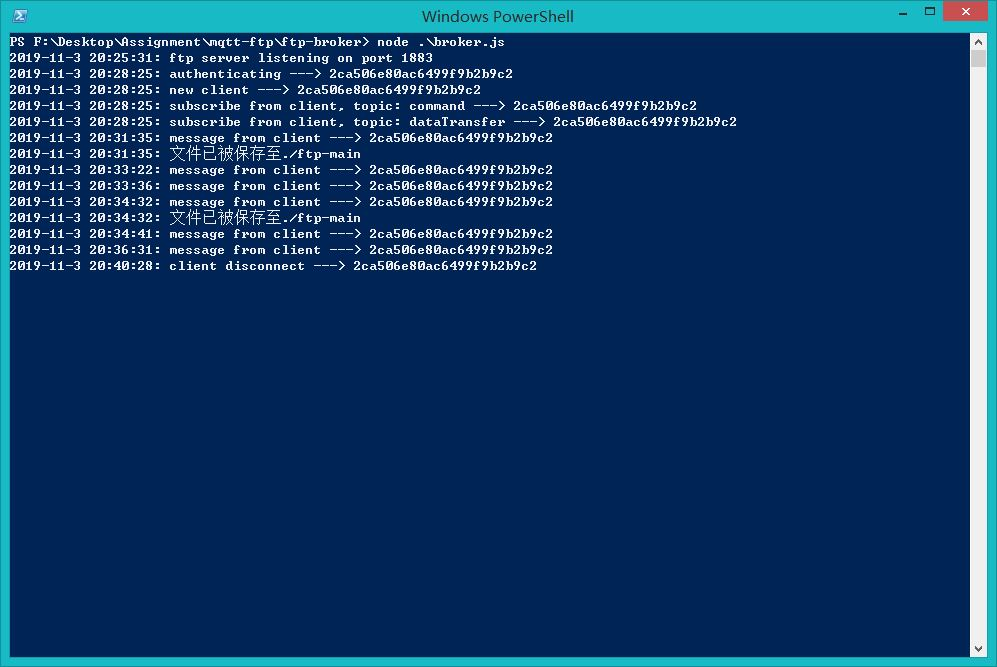 Windows PowerShell
PS F:\Desktop\Assignment\mqtt-ftp\ftp-broker> node .\broker.js
2019-11-3 20:25:31: ftp server listening on port 1883
2019-11-3 20:28:25: authenticating ---> 2ca506e80ac6499f9b2b9c2
2019-11-3 20:28:25: new client ---> 2ca506e80ac6499f9b2b9c2
2019-11-3 20:28:25: subscribe from client, topic: command ---> 2ca506e80ac6499f9b2b9c2
2019-11-3 20:28:25: subscribe from client, topic: dataTransfer ---> 2ca506e80ac6499f9b2b9c2
2019-11-3 20:31:35: message from client ---> 2ca506e80ac6499f9b2b9c2
2019-11-3 20:31:35: 文件已被保存至./ftp-main
2019-11-3 20:33:22: message from client ---> 2ca506e80ac6499f9b2b9c2
2019-11-3 20:33:36: message from client ---> 2ca506e80ac6499f9b2b9c2
2019-11-3 20:34:32: message from client ---> 2ca506e80ac6499f9b2b9c2
2019-11-3 20:34:32: 文件已被保存至./ftp-main
2019-11-3 20:34:41: message from client ---> 2ca506e80ac6499f9b2b9c2
2019-11-3 20:36:31: message from client ---> 2ca506e80ac6499f9b2b9c2
2019-11-3 20:40:28: client disconnect ---> 2ca506e80ac6499f9b2b9c2